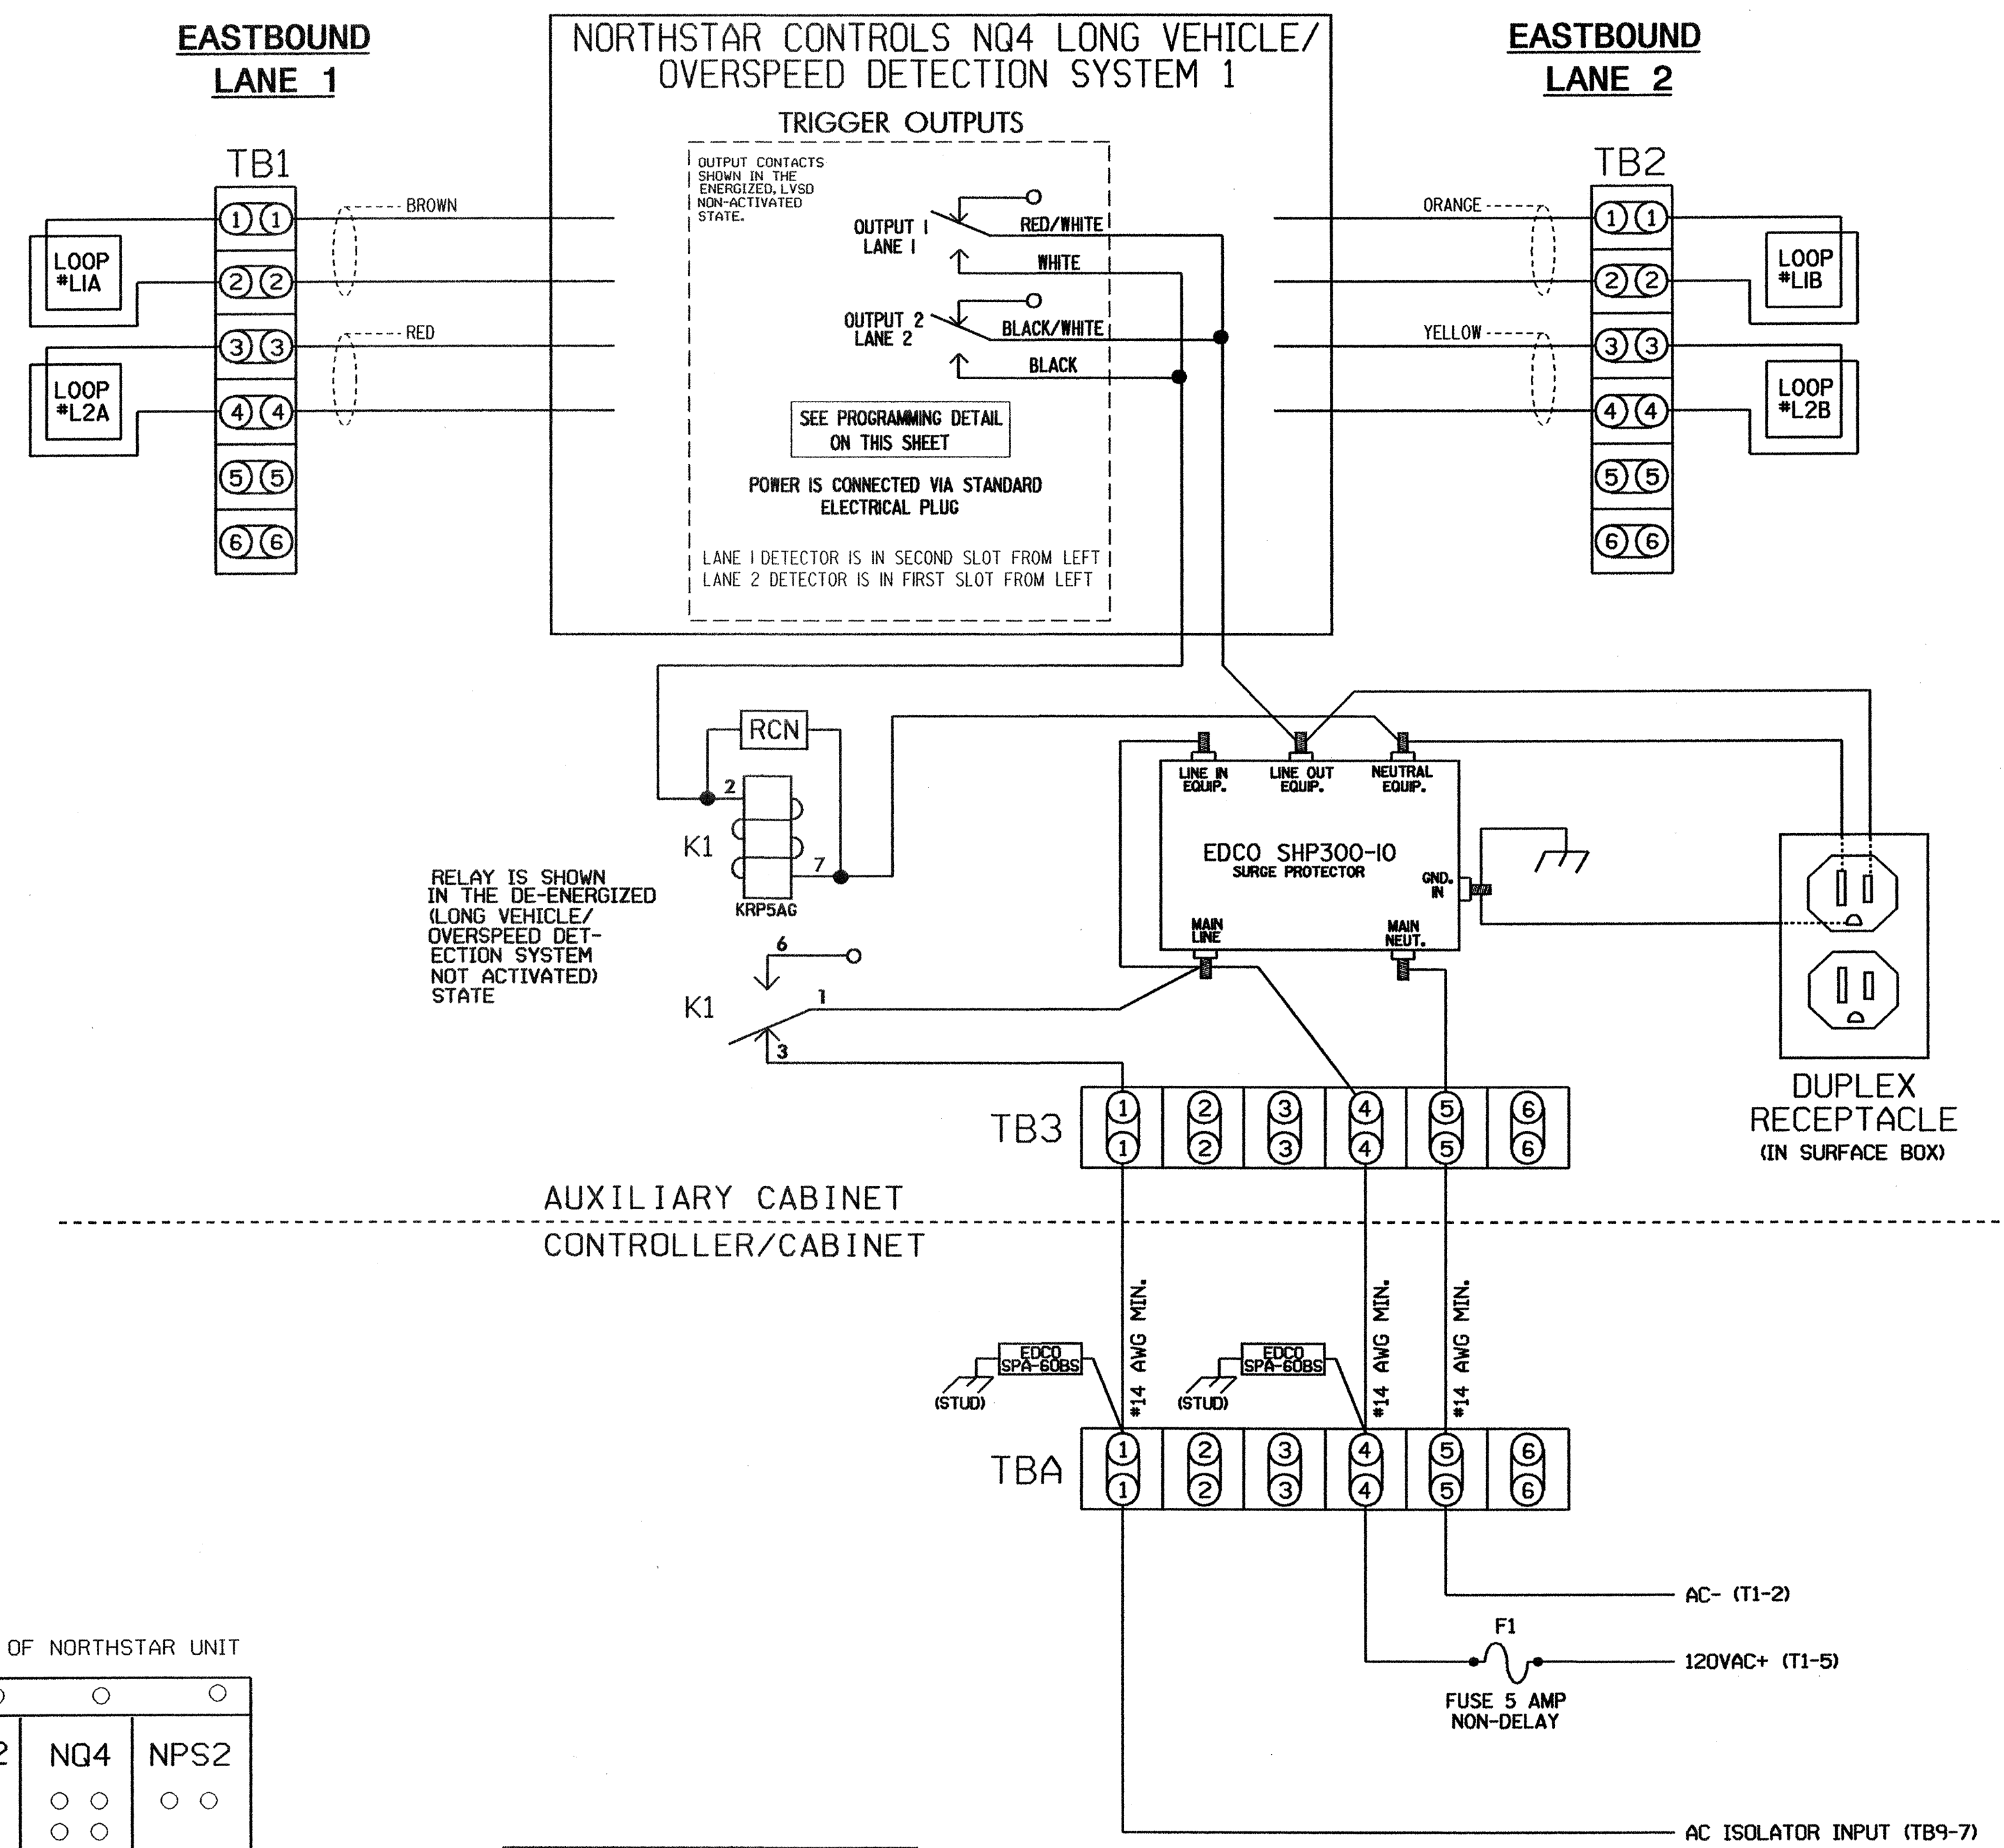 EASTBOUND
LANE 1
NORTHSTAR CONTROLS NQ4 LONG VEHICLE/
OVERSPEED DETECTION SYSTEM 1
EASTBOUND
LANE 2
TRIGGER OUTPUTS
TB1
OUTPUT CONTACTS
SHOWN IN THE
ENERGIZED, LVSD
NON-ACTIVATED
STATE.
TB2
1 1
2 2
3 3
4 4
5 5
6 6
BROWN
RED
LOOP
#L1A
LOOP
#L2A
OUTPUT 1
LANE 1
RED/WHITE
WHITE
OUTPUT 2
LANE 2
BLACK/WHITE
BLACK
SEE PROGRAMMING DETAIL
ON THIS SHEET
POWER IS CONNECTED VIA STANDARD
ELECTRICAL PLUG
LANE 1 DETECTOR IS IN SECOND SLOT FROM LEFT
LANE 2 DETECTOR IS IN FIRST SLOT FROM LEFT
ORANGE
YELLOW
1 1
2 2
3 3
4 4
5 5
6 6
LOOP
#L1B
LOOP
#L2B
RCN
2
K1
7
KRP5AG
RELAY IS SHOWN
IN THE DE-ENERGIZED
(LONG VEHICLE/
OVERSPEED DET-
ECTION SYSTEM
NOT ACTIVATED)
STATE
6
K1
1
3
LINE IN
EQUIP.
LINE OUT
EQUIP.
NEUTRAL
EQUIP.
EDCO SHP300-10
SURGE PROTECTOR
GND.
IN
MAIN
LINE
MAIN
NEUT.
DUPLEX
RECEPTACLE
(IN SURFACE BOX)
TB3
1 2 3 4 5 6
1 2 3 4 5 6
AUXILIARY CABINET
CONTROLLER/CABINET
#14 AWG MIN.
#14 AWG MIN.
#14 AWG MIN.
EDCO
SPA-60BS
(STUD)
EDCO
SPA-60BS
(STUD)
TBA
1 2 3 4 5 6
1 2 3 4 5 6
AC- (T1-2)
F1
120VAC+ (T1-5)
FUSE 5 AMP
NON-DELAY
AC ISOLATOR INPUT (TB9-7)
OF NORTHSTAR UNIT
2
NQ4
NPS2